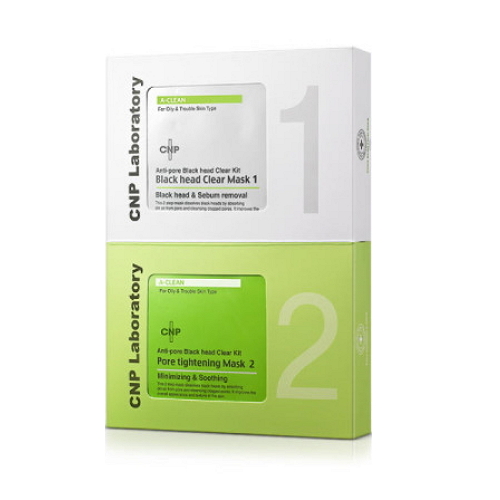 CNP Laboratory
A-CLEAN
For Oily & Trouble Skin Type
CNP
Anti-pore Black head Clear Kit
Black head Clear Mask 1
Black head & Sebum removal
1
CNP Laboratory
A-CLEAN
For Oily & Trouble Skin Type
CNP
Anti-pore Black head Clear Kit
Pore tightening Mask 2
Minimizing & Soothing
2